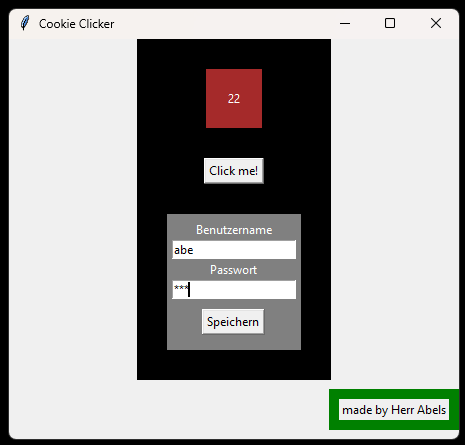 Cookie Clicker
22
Click me!
Benutzername
abe
Passwort
***
Speichern
made by Herr Abels